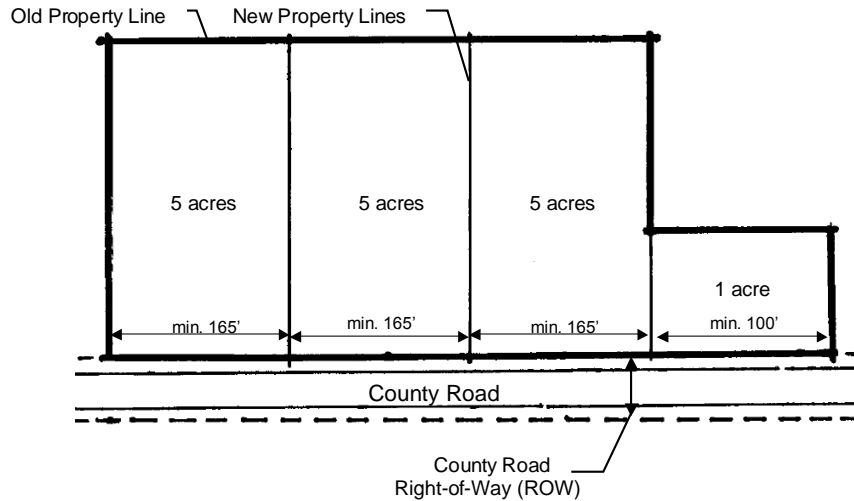 Old Property Line
New Property Lines
5 acres
5 acres
5 acres
1 acre
min. 165’
min. 165’
min. 165’
min. 100’
County Road
County Road
Right-of-Way (ROW)